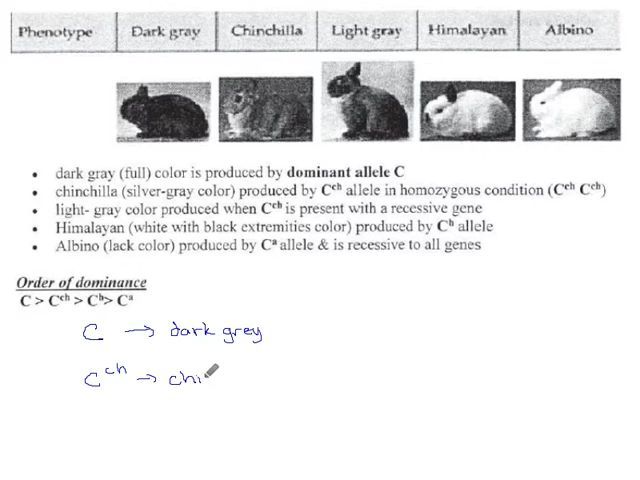 Phenotype Dark gray Chinchilla Light gray Himalayan Albino
• dark gray (full) color is produced by dominant allele C
• chinchilla (silver-gray color) produced by Cᶜʰ allele in homozygous condition (Cᶜʰ Cᶜʰ)
• light- gray color produced when Cᶜʰ is present with a recessive gene
• Himalayan (white with black extremities color) produced by Cʰ allele
• Albino (lack color) produced by Cᵃ allele & is recessive to all genes
Order of dominance
C > Cᶜʰ > Cʰ> Cᵃ
C → dark grey
Cᶜʰ → chi